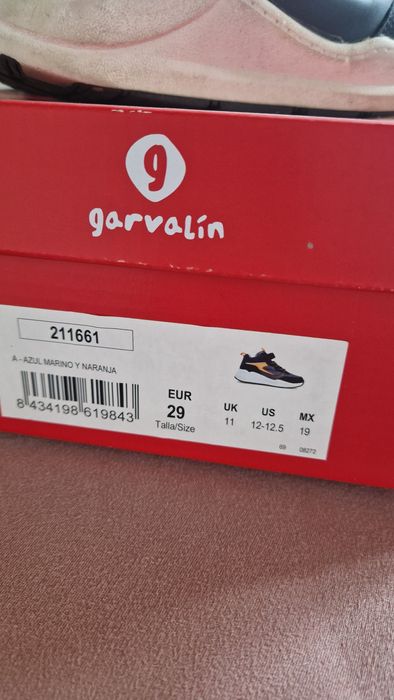 g
garvalín
211661
A - AZUL MARINO Y NARANJA
8 434198 619843
EUR
29
Talla/Size
UK
11
US
12-12.5
MX
19
89 08272